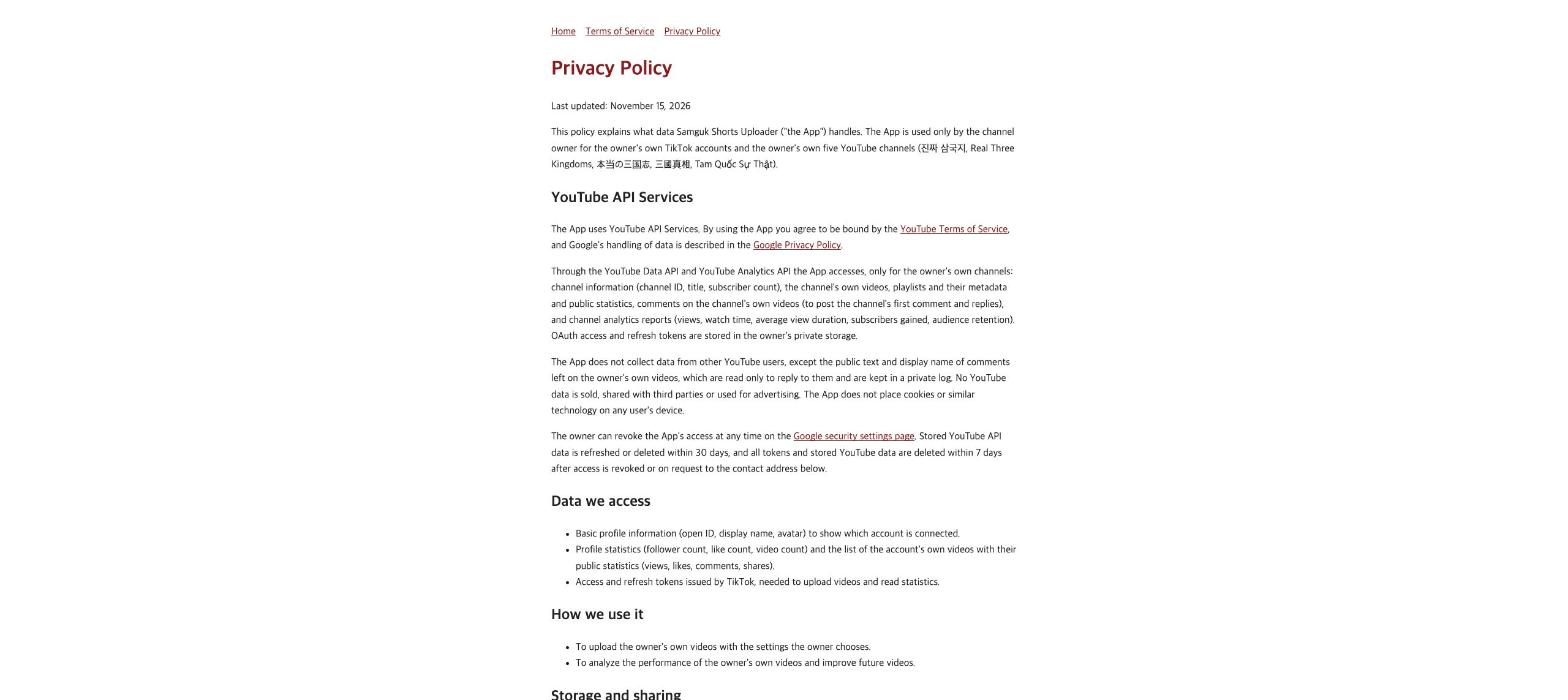 Home Terms of Service Privacy Policy
Privacy Policy
Last updated: November 15, 2026
This policy explains what data Samguk Shorts Uploader ("the App") handles. The App is used only by the channel
owner for the owner's own TikTok accounts and the owner's own five YouTube channels (진짜 삼국지, Real Three
Kingdoms, 本当の三国志, 三國真相, Tam Quốc Sự Thật).
YouTube API Services
The App uses YouTube API Services. By using the App you agree to be bound by the YouTube Terms of Service,
and Google's handling of data is described in the Google Privacy Policy.
Through the YouTube Data API and YouTube Analytics API the App accesses, only for the owner's own channels:
channel information (channel ID, title, subscriber count), the channel's own videos, playlists and their metadata
and public statistics, comments on the channel's own videos (to post the channel's first comment and replies),
and channel analytics reports (views, watch time, average view duration, subscribers gained, audience retention).
OAuth access and refresh tokens are stored in the owner's private storage.
The App does not collect data from other YouTube users, except the public text and display name of comments
left on the owner's own videos, which are read only to reply to them and are kept in a private log. No YouTube
data is sold, shared with third parties or used for advertising. The App does not place cookies or similar
technology on any user's device.
The owner can revoke the App's access at any time on the Google security settings page. Stored YouTube API
data is refreshed or deleted within 30 days, and all tokens and stored YouTube data are deleted within 7 days
after access is revoked or on request to the contact address below.
Data we access
• Basic profile information (open ID, display name, avatar) to show which account is connected.
• Profile statistics (follower count, like count, video count) and the list of the account's own videos with their
public statistics (views, likes, comments, shares).
• Access and refresh tokens issued by TikTok, needed to upload videos and read statistics.
How we use it
• To upload the owner's own videos with the settings the owner chooses.
• To analyze the performance of the owner's own videos and improve future videos.
Storage and sharing